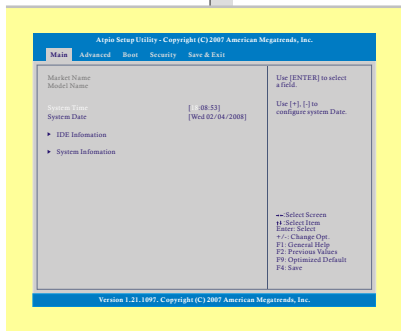 Atpio Setup Utility - Copyright (C) 2007 American Megatrends, Inc.
Main Advanced Boot Security Save & Exit
Market Name
Model Name
System Time [ :08:53]
System Date [Wed 02/04/2008]
IDE Infomation
System Infomation
Use [ENTER] to select
a field.
Use [+], [-] to
configure system Date.
:Select Screen
:Select Item
Enter: Select
+/-: Change Opt.
F1: General Help
F2: Previous Values
F9: Optimized Default
F4: Save
Version 1.21.1097. Copyright (C) 2007 American Megatrends, Inc.